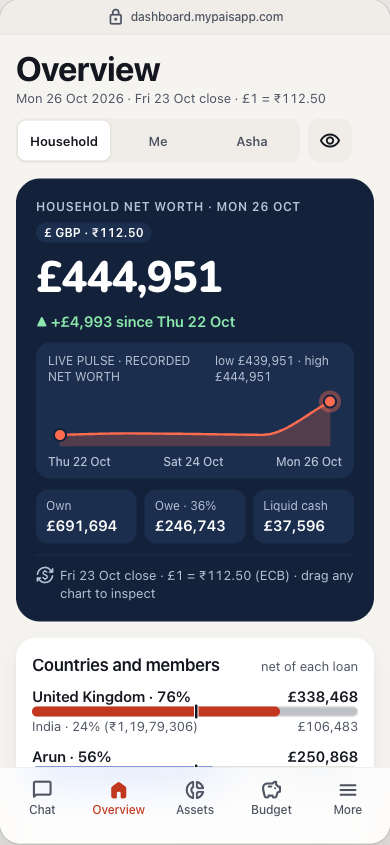 dashboard.mypaisapp.com
Overview
Mon 26 Oct 2026 · Fri 23 Oct close · £1 = ₹112.50
Household
Me
Asha
HOUSEHOLD NET WORTH · MON 26 OCT
£ GBP · ₹112.50
£444,951
▲ +£4,993 since Thu 22 Oct
LIVE PULSE · RECORDED
NET WORTH
low £439,951 · high
£444,951
Thu 22 Oct
Sat 24 Oct
Mon 26 Oct
Own
£691,694
Owe · 36%
£246,743
Liquid cash
£37,596
Fri 23 Oct close · £1 = ₹112.50 (ECB) · drag any
chart to inspect
Countries and members
net of each loan
United Kingdom · 76%
£338,468
India · 24% (₹1,19,79,306)
£106,483
Arun · 56%
£250,868
Chat
Overview
Assets
Budget
More